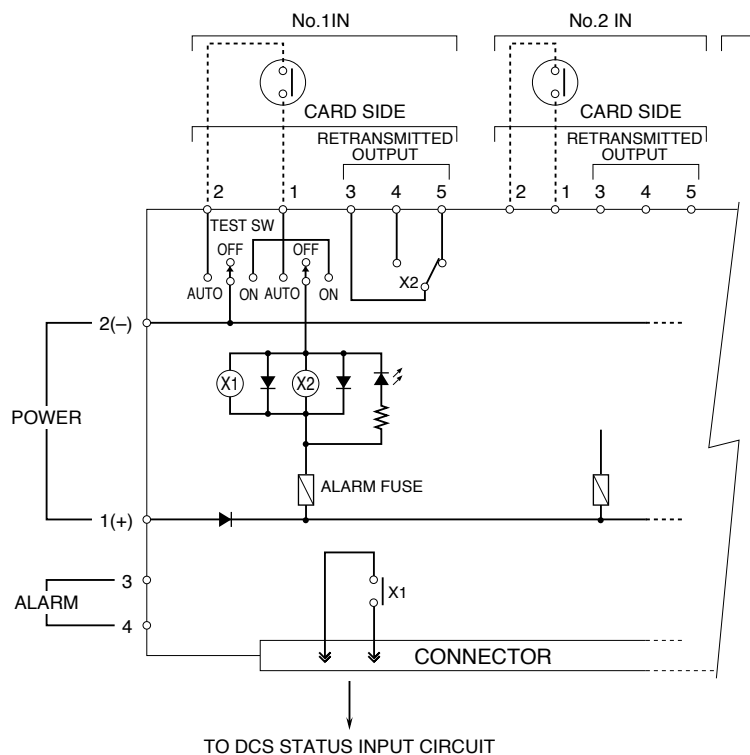 No.1IN
No.2 IN
CARD SIDE
CARD SIDE
RETRANSMITTED
OUTPUT
RETRANSMITTED
OUTPUT
2
1
3
4
5
2
1
3
4
5
TEST SW
OFF
OFF
AUTO
ON
AUTO
ON
X2
2(–)
X1
X2
POWER
ALARM FUSE
1(+)
3
X1
ALARM
4
CONNECTOR
TO DCS STATUS INPUT CIRCUIT